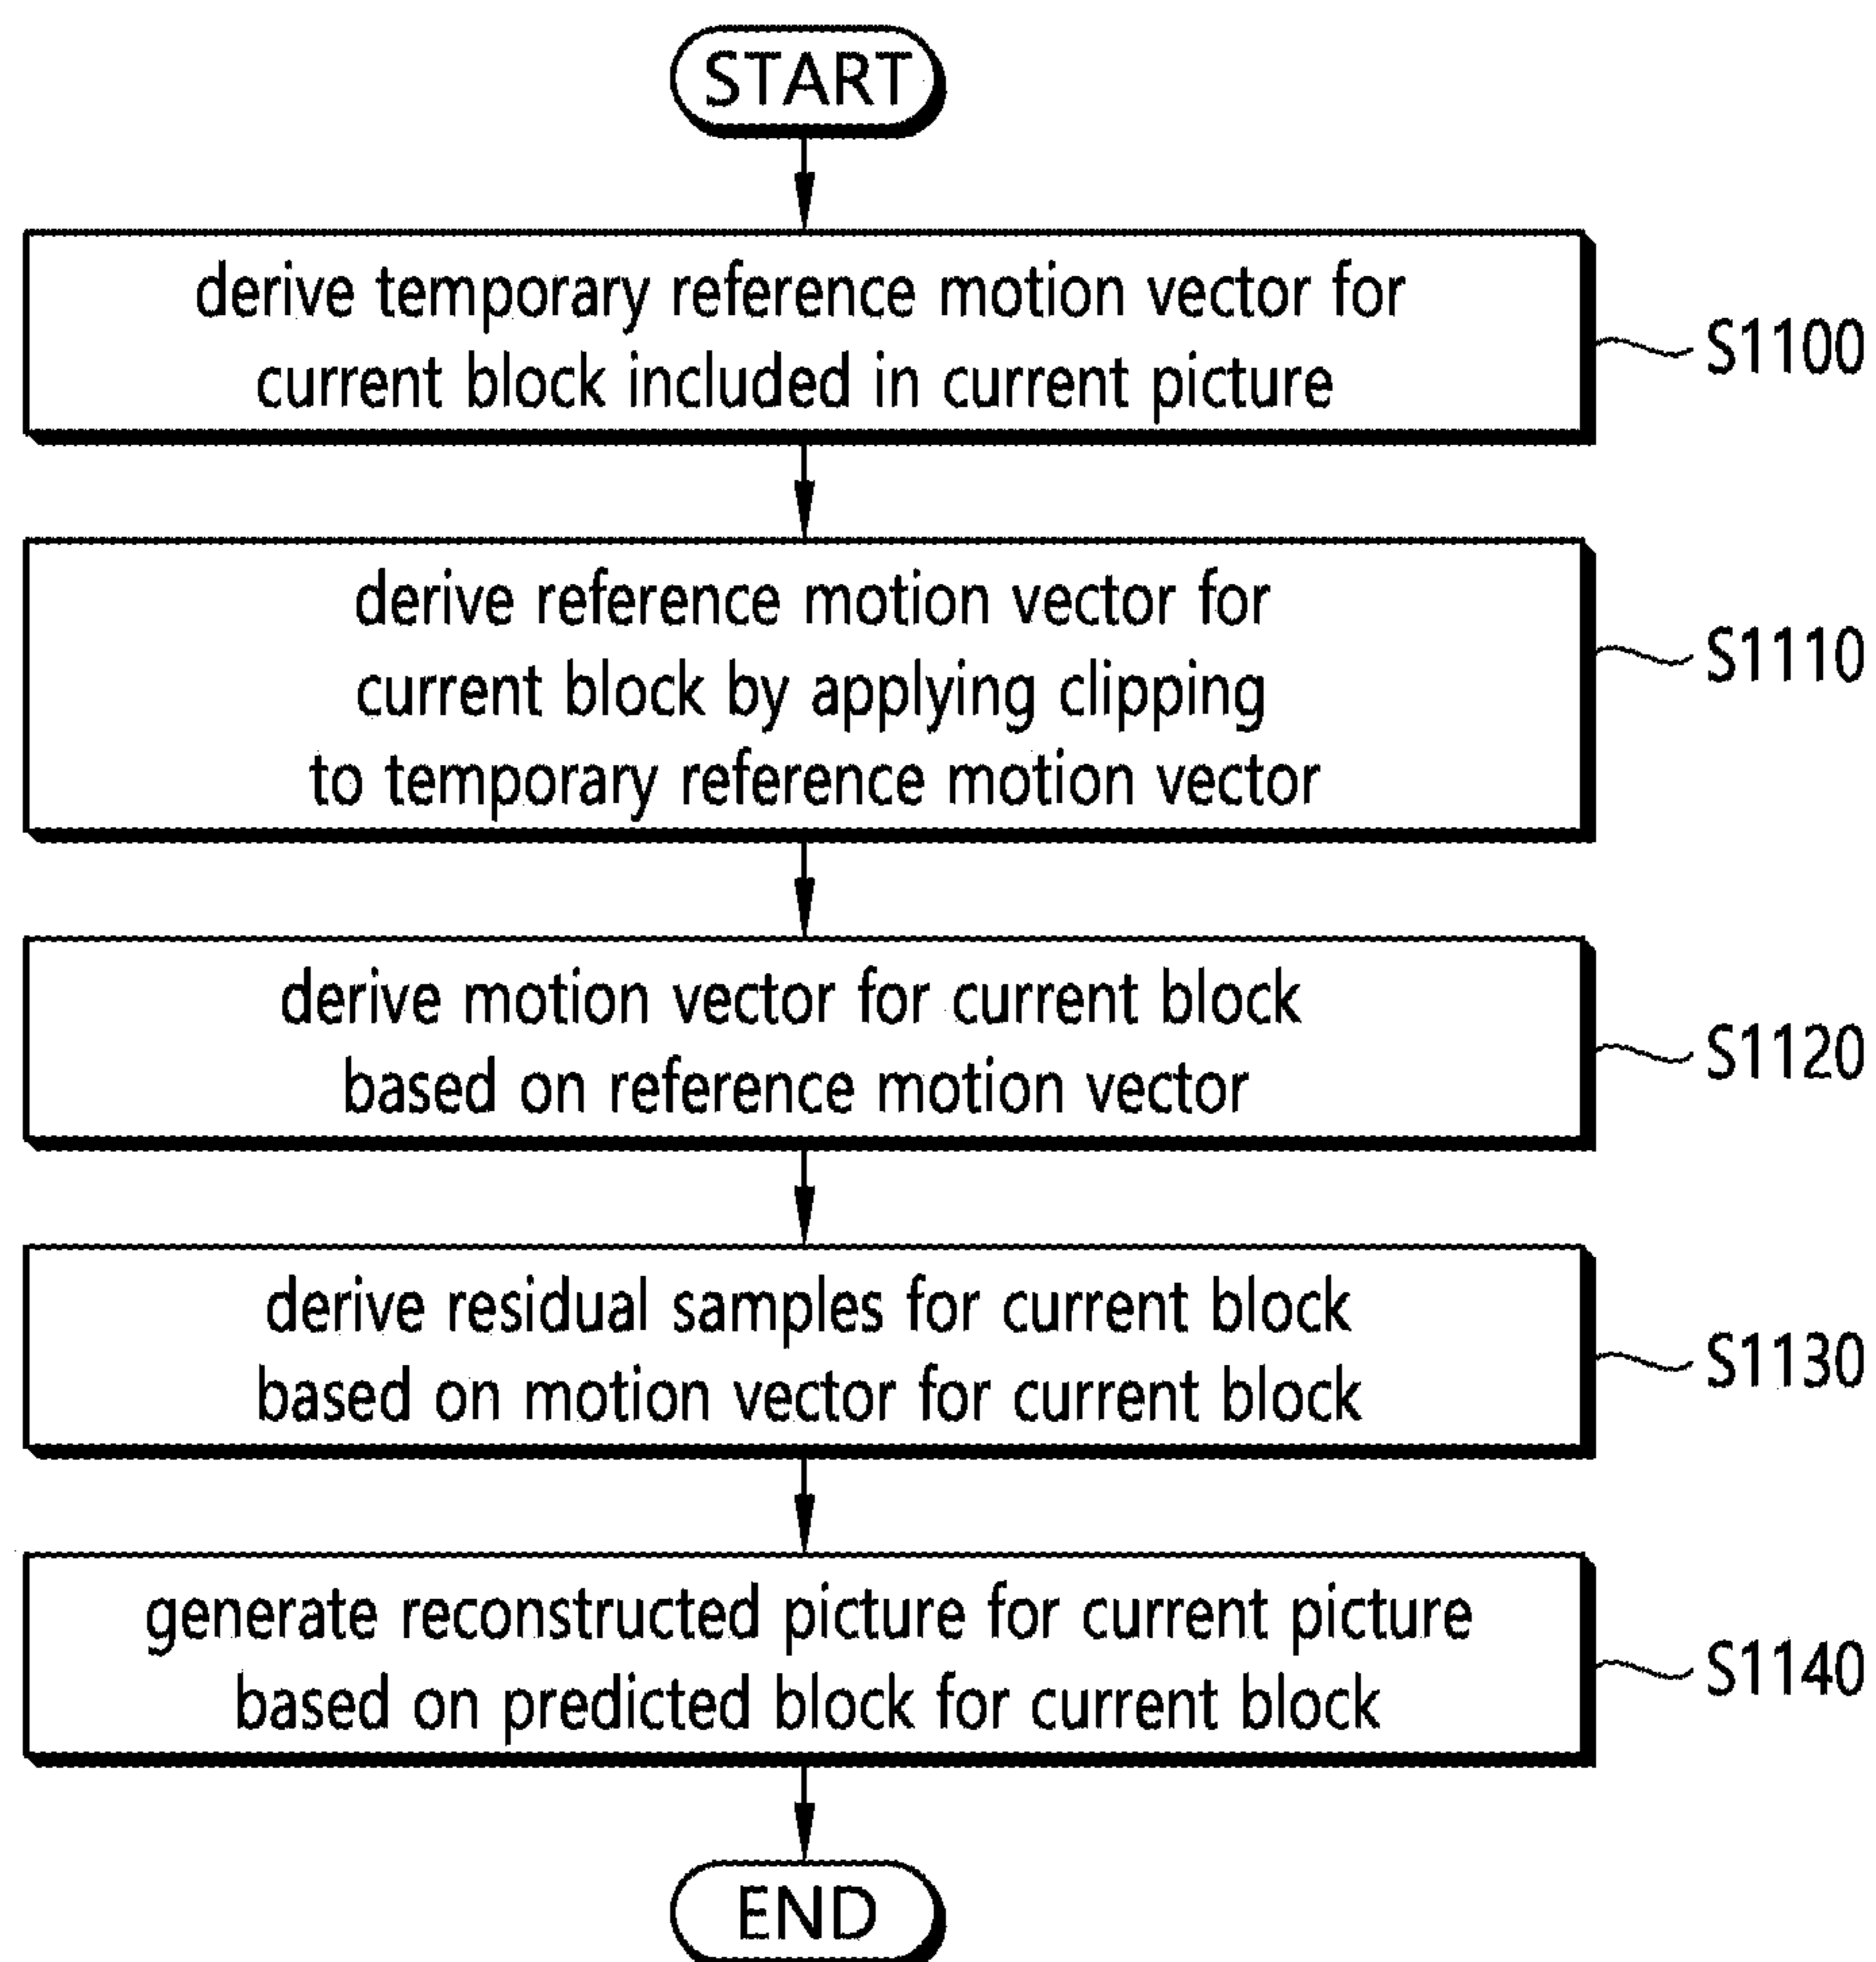 START
derive temporary reference motion vector for
current block included in current picture
S1100
derive reference motion vector for
current block by applying clipping
to temporary reference motion vector
S1110
derive motion vector for current block
based on reference motion vector
S1120
derive residual samples for current block
based on motion vector for current block
S1130
generate reconstructed picture for current picture
based on predicted block for current block
S1140
END